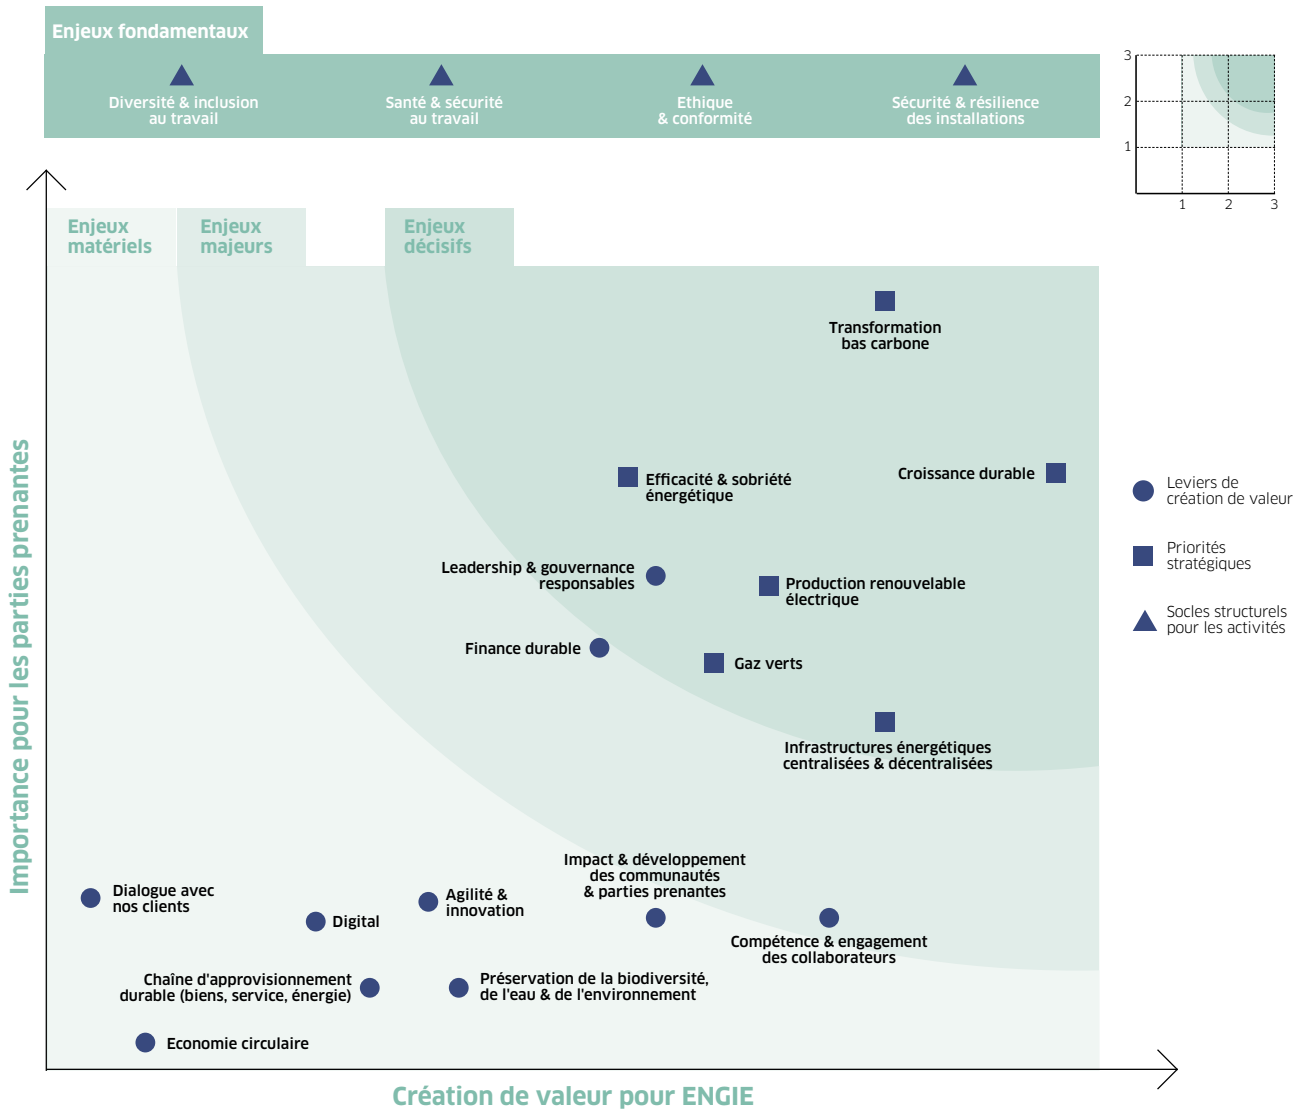 Enjeux fondamentaux
Diversité & inclusion
au travail
Santé & sécurité
au travail
Ethique
& conformité
Sécurité & résilience
des installations
3
2
1
1
2
3
Enjeux
matériels
Enjeux
majeurs
Enjeux
décisifs
Transformation
bas carbone
Efficacité & sobriété
énergétique
Croissance durable
Leadership & gouvernance
responsables
Production renouvelable
électrique
Finance durable
Gaz verts
Infrastructures énergétiques
centralisées & décentralisées
Impact & développement
des communautés
& parties prenantes
Dialogue avec
nos clients
Digital
Agilité &
innovation
Compétence & engagement
des collaborateurs
Chaîne d'approvisionnement
durable (biens, service, énergie)
Préservation de la biodiversité,
de l'eau & de l'environnement
Economie circulaire
Importance pour les parties prenantes
Création de valeur pour ENGIE
Leviers de
création de valeur
Priorités
stratégiques
Socles structurels
pour les activités